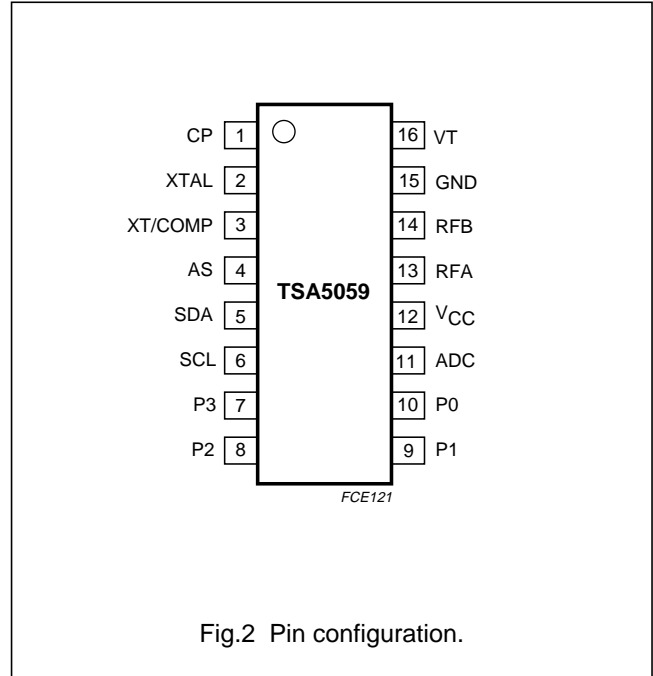 CP 1 16 VT
XTAL 2 15 GND
XT/COMP 3 14 RFB
AS 4 13 RFA
TSA5059
SDA 5 12 VCC
SCL 6 11 ADC
P3 7 10 P0
P2 8 9 P1
FCE121
Fig.2 Pin configuration.